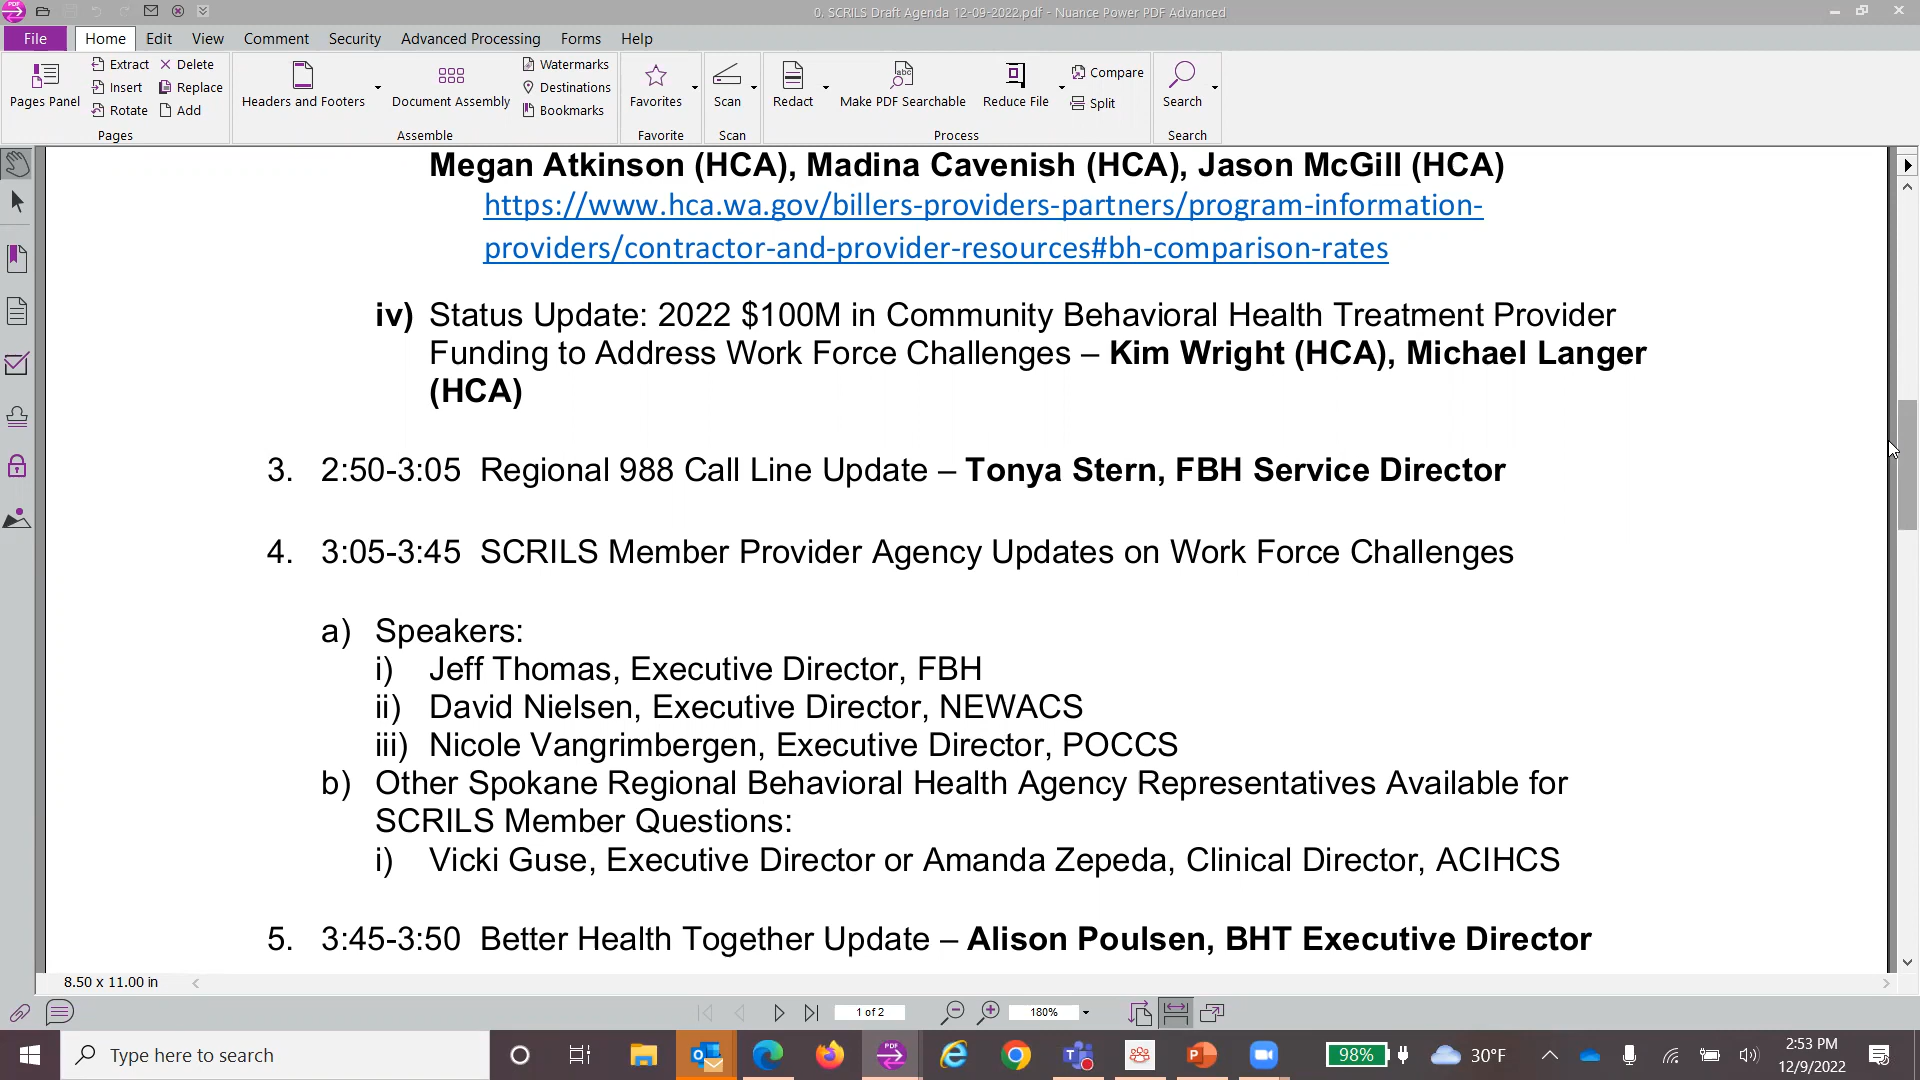 0. SCRILS Draft Agenda 12-09-2022.pdf - Nuance Power PDF Advanced
File Home Edit View Comment Security Advanced Processing Forms Help
Pages Panel
Extract Delete
Insert Replace
Rotate Add
Pages
Headers and Footers
Document Assembly
Watermarks
Destinations
Bookmarks
Assemble
Favorites
Favorite
Scan
Scan
Redact
Make PDF Searchable
Reduce File
Compare
Split
Process
Search
Search
Megan Atkinson (HCA), Madina Cavenish (HCA), Jason McGill (HCA)
https://www.hca.wa.gov/billers-providers-partners/program-information-
providers/contractor-and-provider-resources#bh-comparison-rates
iv) Status Update: 2022 $100M in Community Behavioral Health Treatment Provider
Funding to Address Work Force Challenges – Kim Wright (HCA), Michael Langer
(HCA)
3. 2:50-3:05 Regional 988 Call Line Update – Tonya Stern, FBH Service Director
4. 3:05-3:45 SCRILS Member Provider Agency Updates on Work Force Challenges
a) Speakers:
i) Jeff Thomas, Executive Director, FBH
ii) David Nielsen, Executive Director, NEWACS
iii) Nicole Vangrimbergen, Executive Director, POCCS
b) Other Spokane Regional Behavioral Health Agency Representatives Available for
SCRILS Member Questions:
i) Vicki Guse, Executive Director or Amanda Zepeda, Clinical Director, ACIHCS
5. 3:45-3:50 Better Health Together Update – Alison Poulsen, BHT Executive Director
8.50 x 11.00 in
1 of 2
180%
Type here to search
PDF
98%
30°F
2:53 PM
12/9/2022